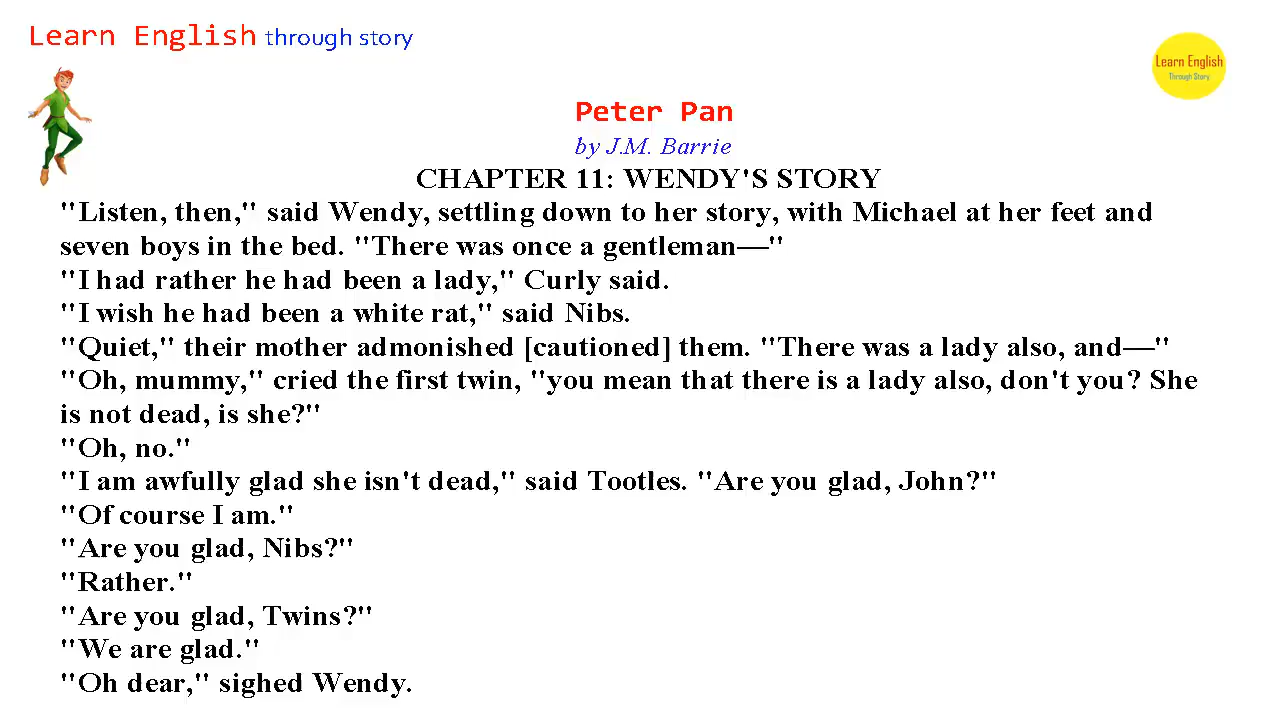 Learn English through story
Learn English
Through Story
Peter Pan
by J.M. Barrie
CHAPTER 11: WENDY'S STORY
"Listen, then," said Wendy, settling down to her story, with Michael at her feet and
seven boys in the bed. "There was once a gentleman—"
"I had rather he had been a lady," Curly said.
"I wish he had been a white rat," said Nibs.
"Quiet," their mother admonished [cautioned] them. "There was a lady also, and—"
"Oh, mummy," cried the first twin, "you mean that there is a lady also, don't you? She
is not dead, is she?"
"Oh, no."
"I am awfully glad she isn't dead," said Tootles. "Are you glad, John?"
"Of course I am."
"Are you glad, Nibs?"
"Rather."
"Are you glad, Twins?"
"We are glad."
"Oh dear," sighed Wendy.